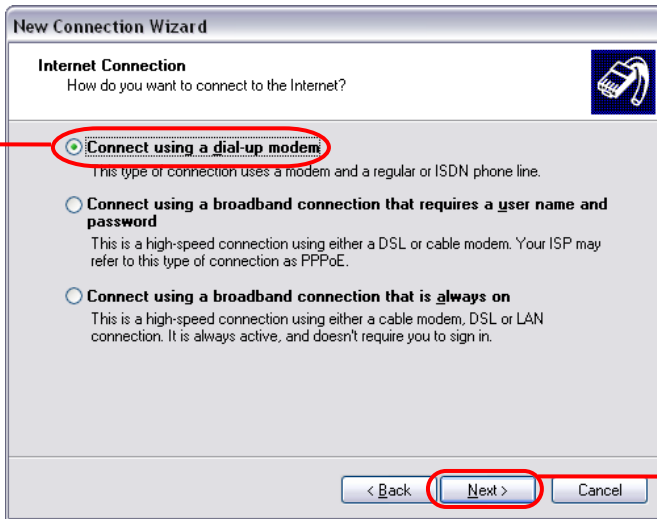 New Connection Wizard
Internet Connection
How do you want to connect to the Internet?
Connect using a dial-up modem
This type of connection uses a modem and a regular or ISDN phone line.
Connect using a broadband connection that requires a user name and
password
This is a high-speed connection using either a DSL or cable modem. Your ISP may
refer to this type of connection as PPPoE.
Connect using a broadband connection that is always on
This is a high-speed connection using either a cable modem, DSL or LAN
connection. It is always active, and doesn't require you to sign in.
< Back Next > Cancel